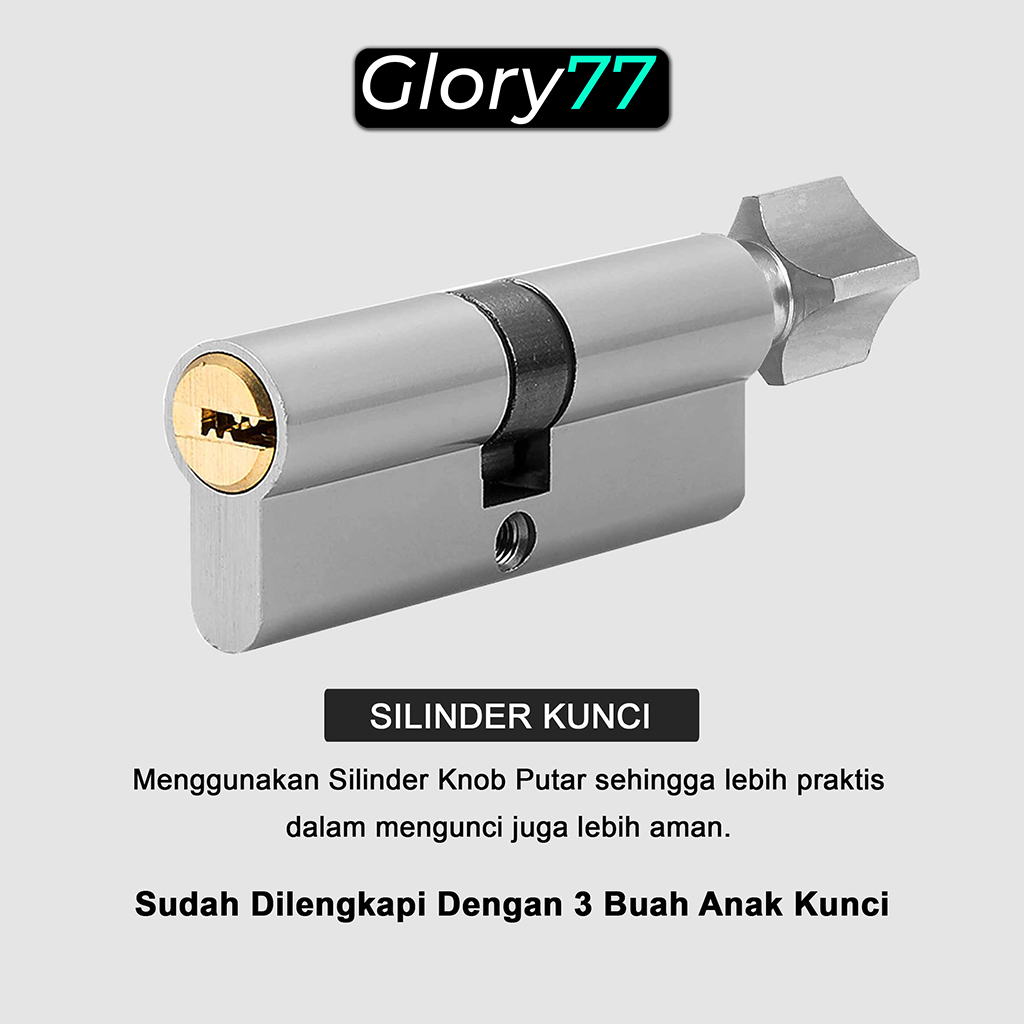 Glory77
SILINDER KUNCI
Menggunakan Silinder Knob Putar sehingga lebih praktis
dalam mengunci juga lebih aman.
Sudah Dilengkapi Dengan 3 Buah Anak Kunci